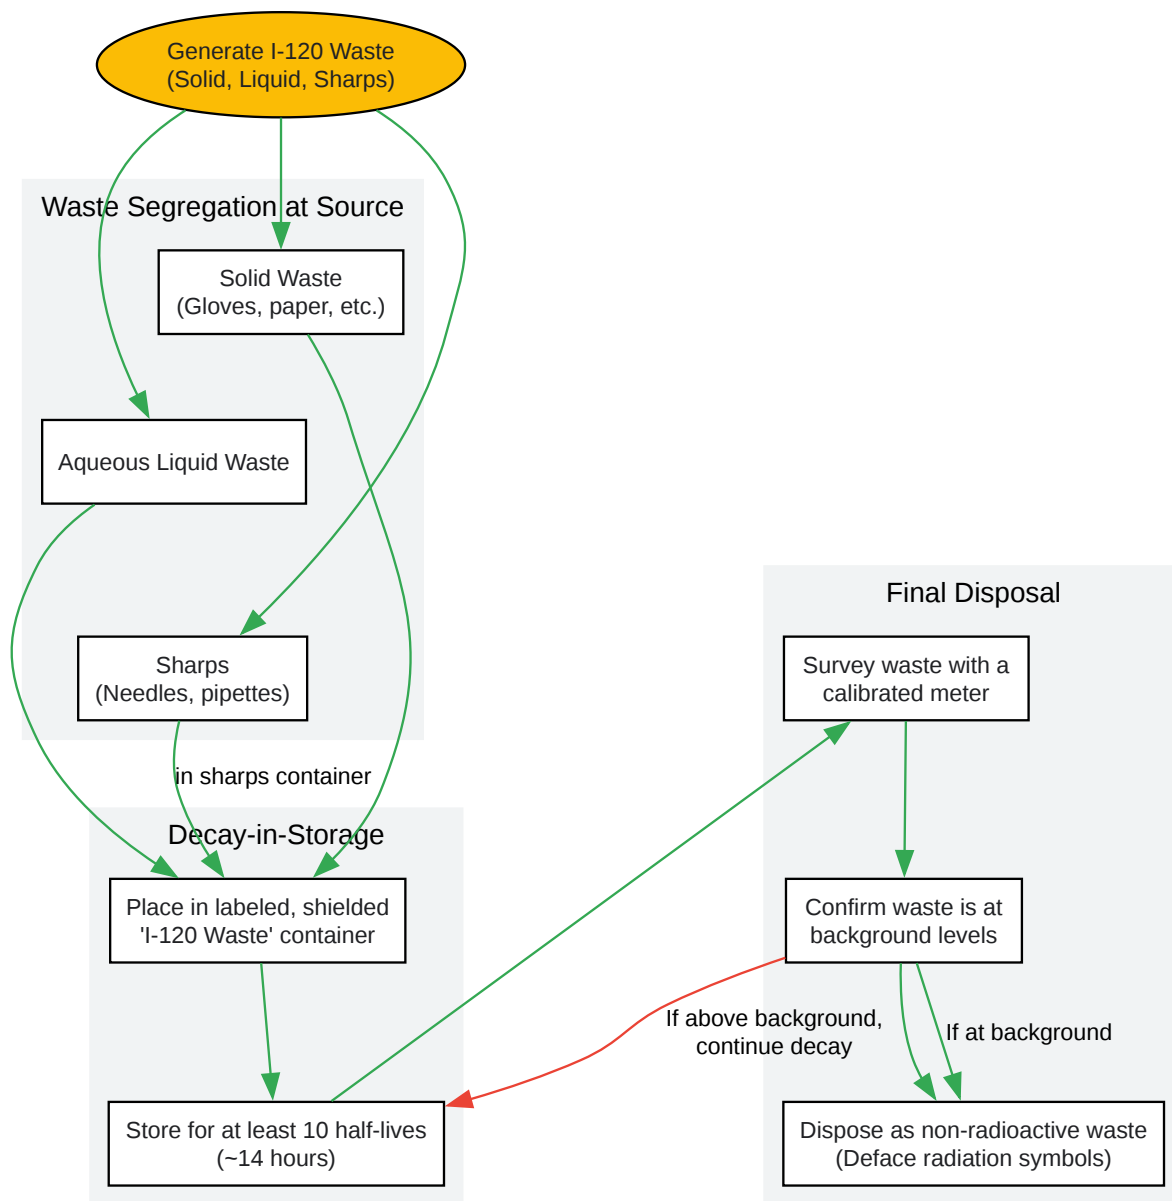 Generate I-120 Waste
(Solid, Liquid, Sharps)
Waste Segregation at Source
Solid Waste
(Gloves, paper, etc.)
Aqueous Liquid Waste
Sharps
(Needles, pipettes)
in sharps container
Decay-in-Storage
Place in labeled, shielded
'I-120 Waste' container
Store for at least 10 half-lives
(~14 hours)
Final Disposal
Survey waste with a
calibrated meter
Confirm waste is at
background levels
If above background,
continue decay
If at background
Dispose as non-radioactive waste
(Deface radiation symbols)